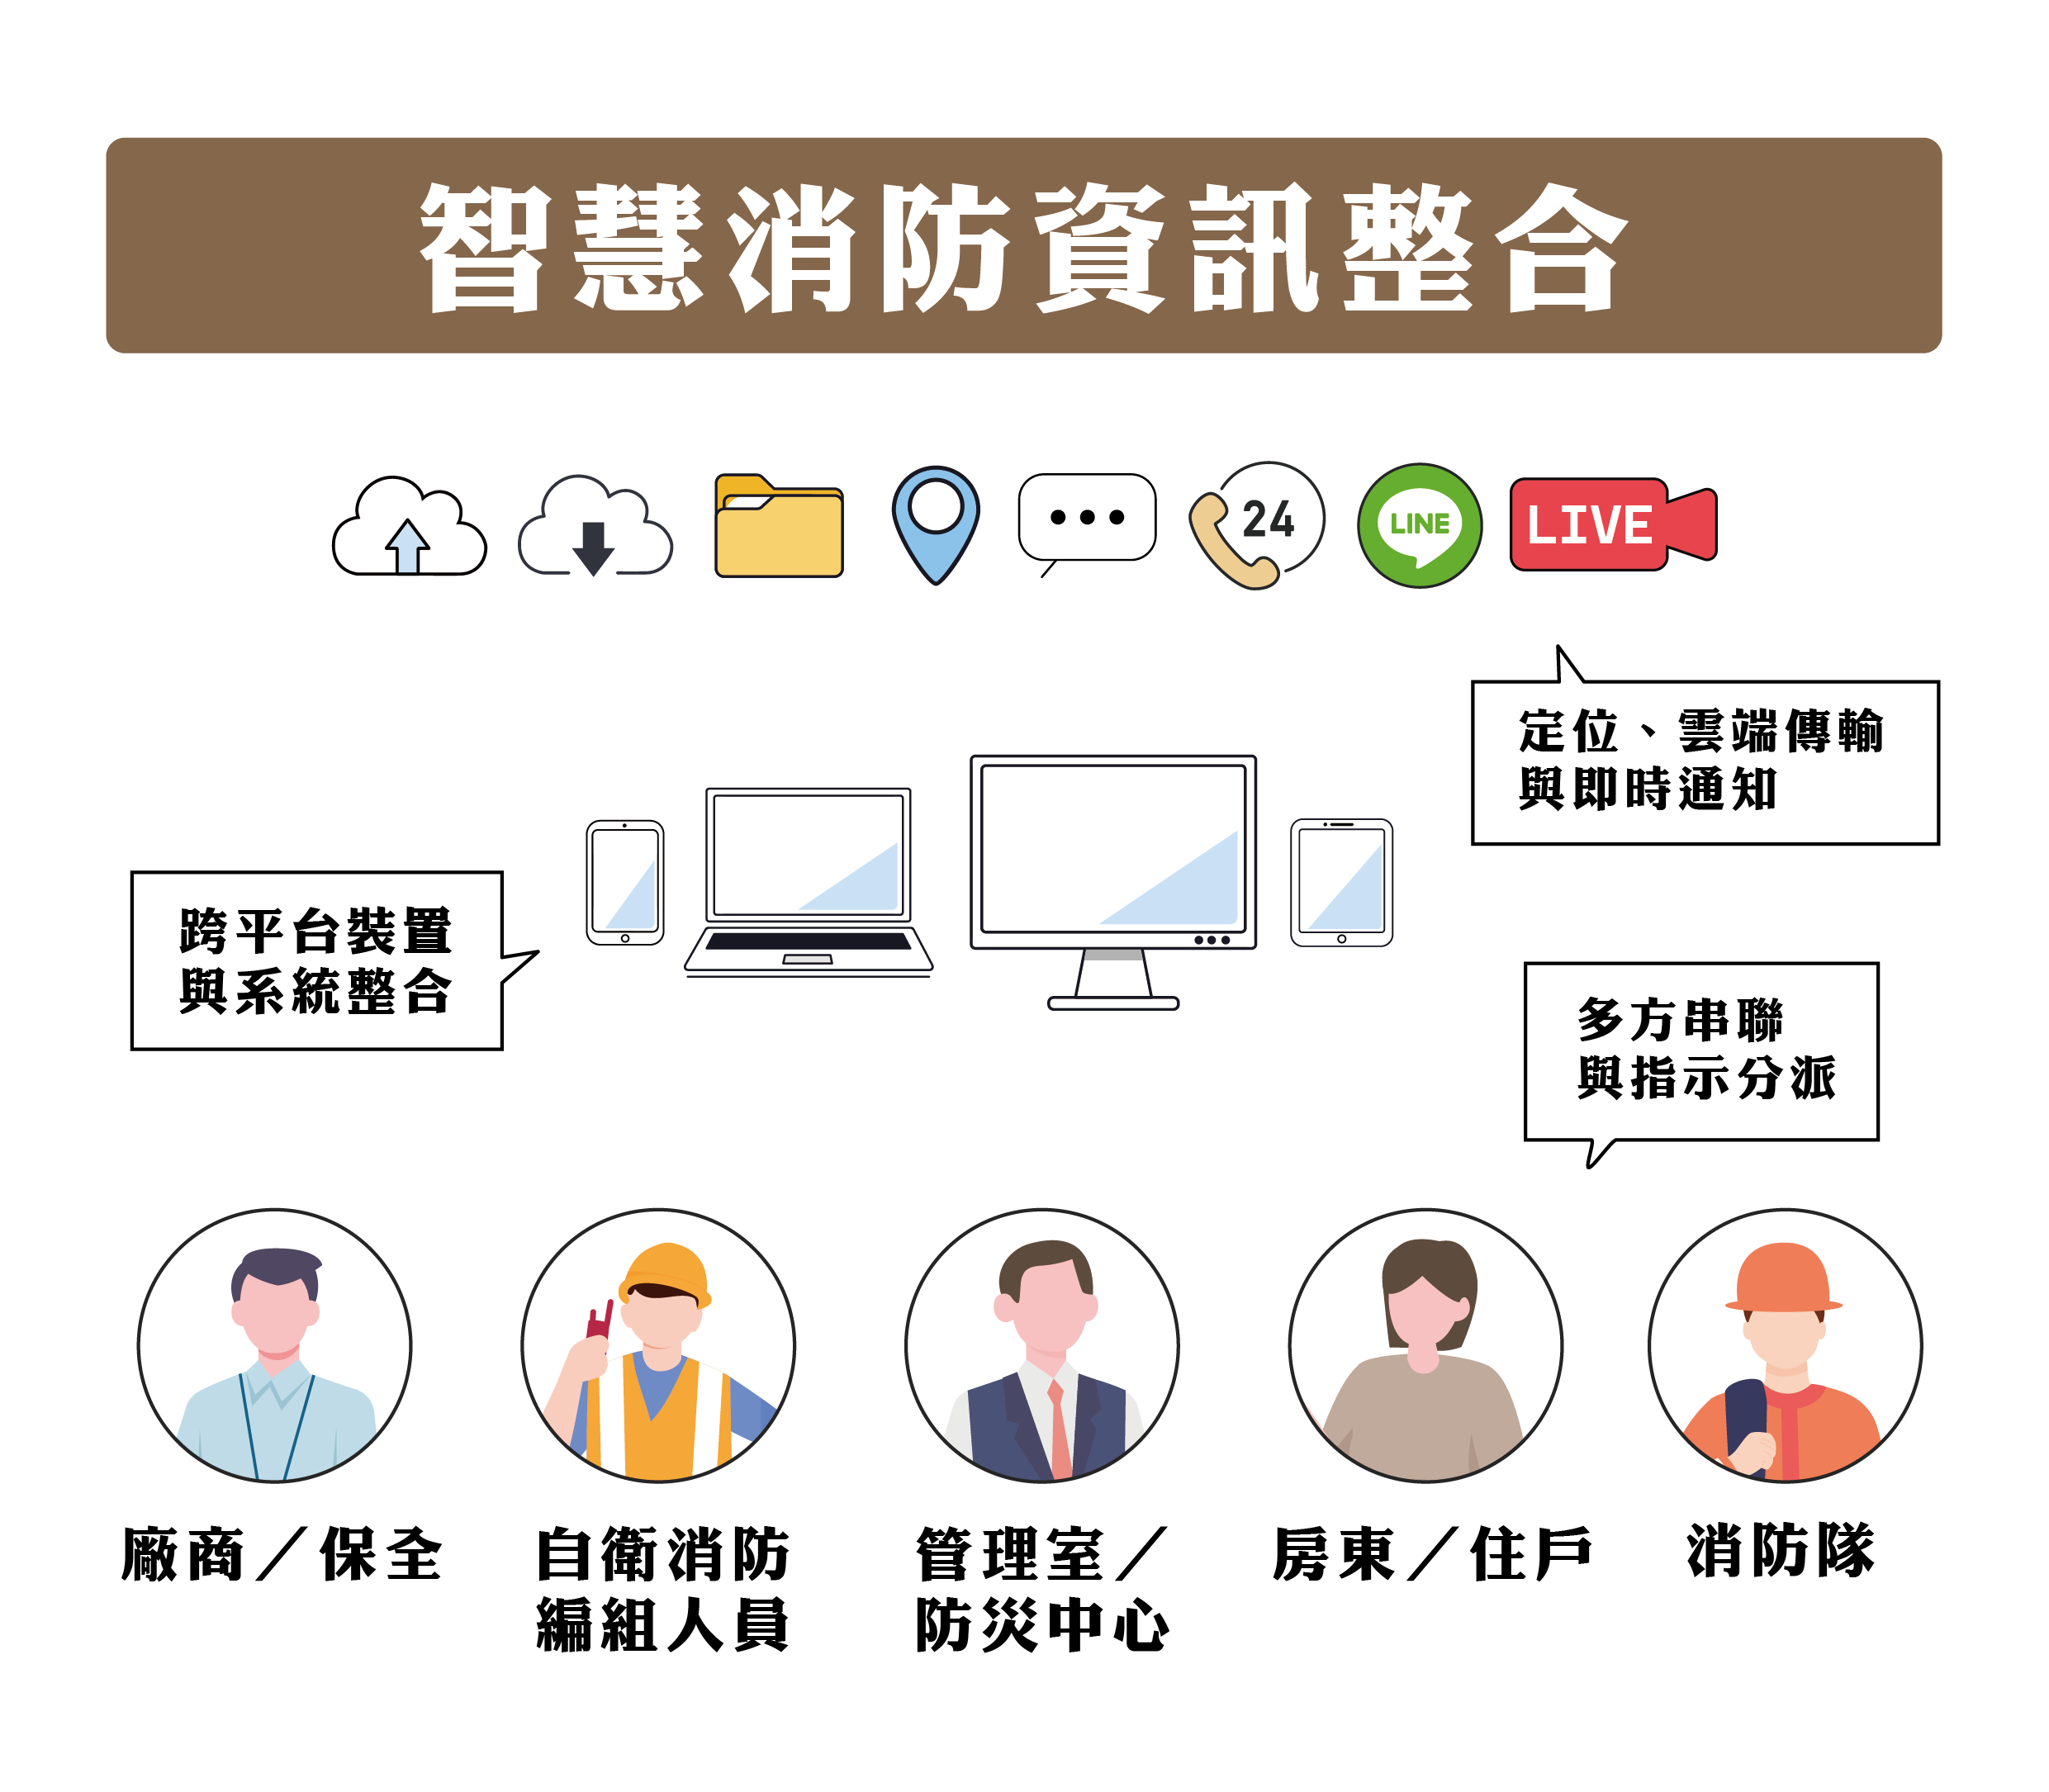 智慧消防資訊整合
24
LINE
LIVE
定位、雲端傳輸
與即時通知
跨平台裝置
與系統整合
多方串聯
與指示分派
廠商／保全
自衛消防
編組人員
管理室／
防災中心
房東／住戶
消防隊